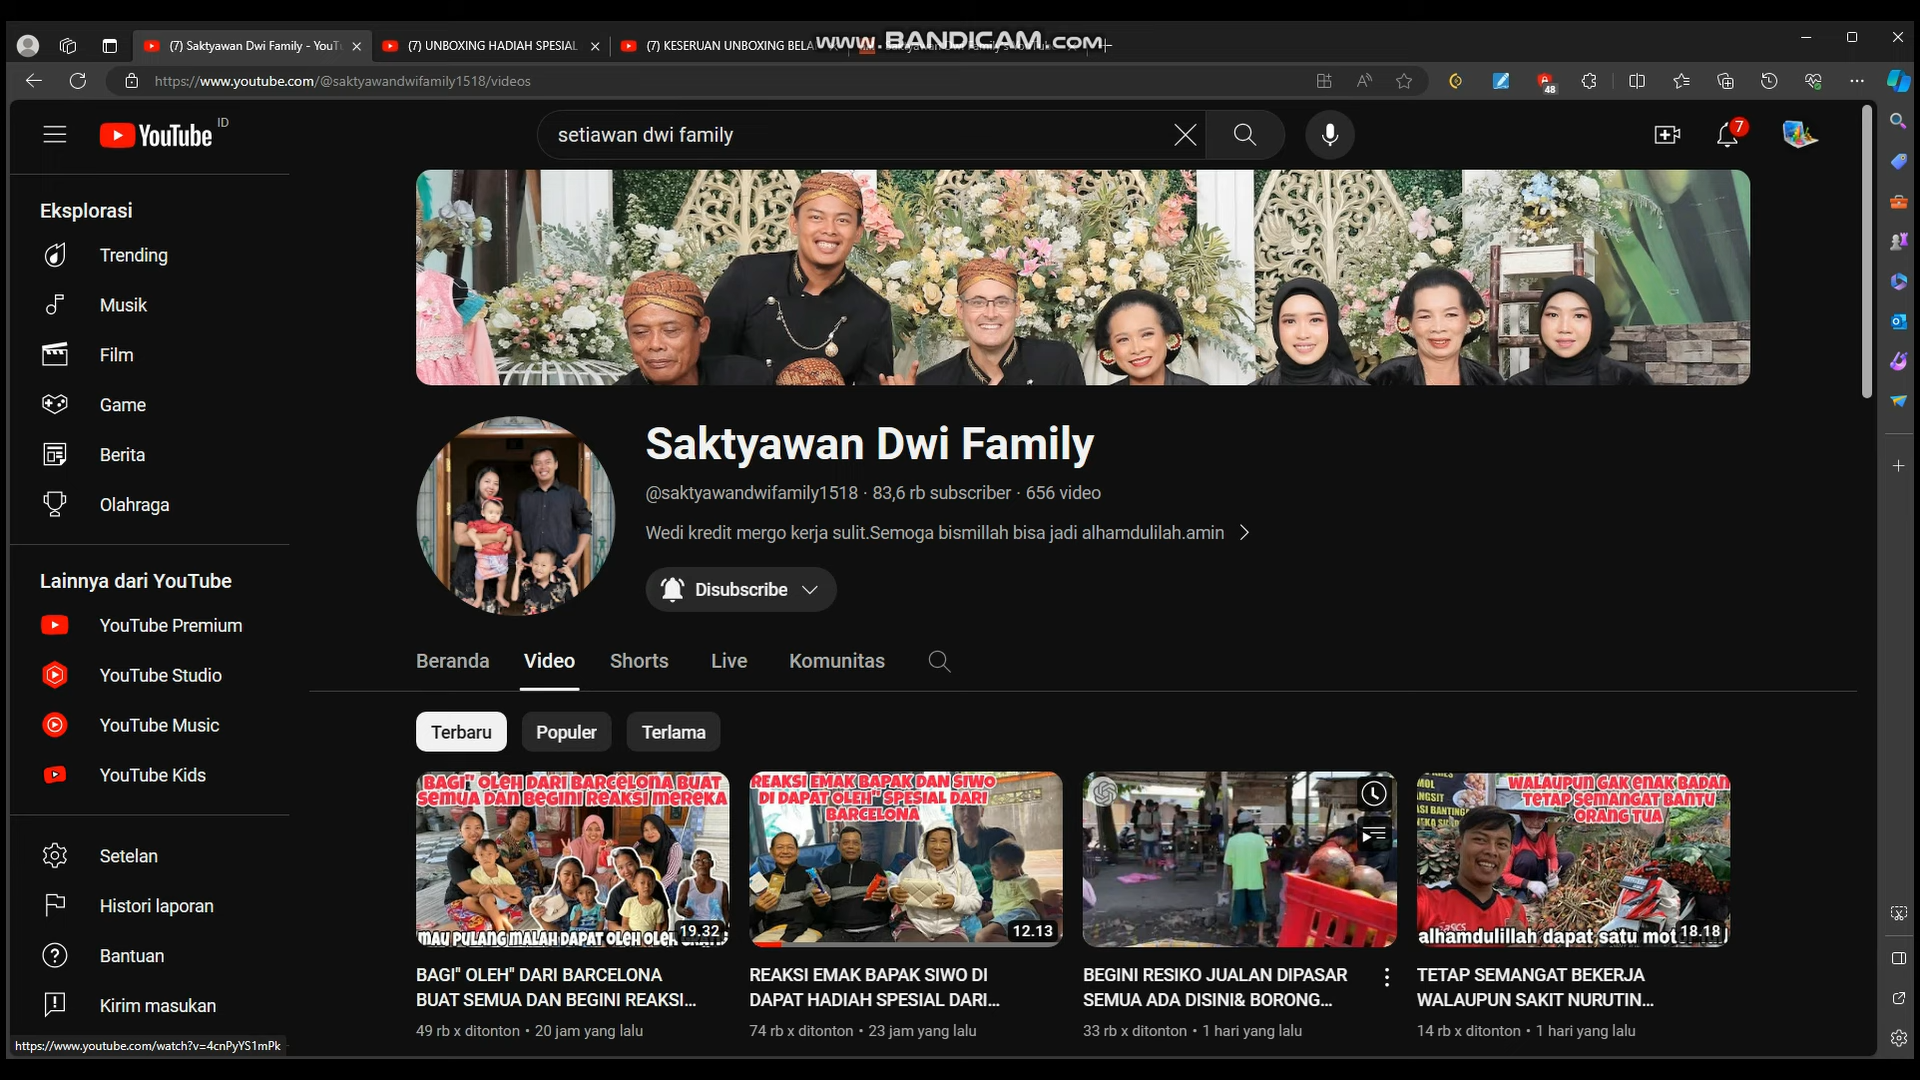 www.BANDICAM.com
(7) Saktyawan Dwi Family - YouTu
(7) UNBOXING HADIAH SPESIAL
(7) KESERUAN UNBOXING BELA
https://www.youtube.com/@saktyawandwifamily1518/videos
48
YouTube ID
setiawan dwi family
7
Eksplorasi
Trending
Musik
Film
Game
Berita
Olahraga
Lainnya dari YouTube
YouTube Premium
YouTube Studio
YouTube Music
YouTube Kids
Setelan
Histori laporan
Bantuan
Kirim masukan
https://www.youtube.com/watch?v=4cnPyYS1mPk
Saktyawan Dwi Family
@saktyawandwifamily1518 · 83,6 rb subscriber · 656 video
Wedi kredit mergo kerja sulit.Semoga bismillah bisa jadi alhamdulilah.amin
Disubscribe
Beranda
Video
Shorts
Live
Komunitas
Terbaru
Populer
Terlama
BAGI" OLEH DARI BARCELONA BUAT
SEMUA DAN BEGINI REAKSI MEREKA
MAU PULANG MALAH DAPAT OLEH OLEH
19.32
BAGI" OLEH" DARI BARCELONA
BUAT SEMUA DAN BEGINI REAKSI...
49 rb x ditonton • 20 jam yang lalu
REAKSI EMAK BAPAK DAN SIWO
DI DAPAT OLEH" SPESIAL DARI
BARCELONA
12.13
REAKSI EMAK BAPAK SIWO DI
DAPAT HADIAH SPESIAL DARI...
74 rb x ditonton • 23 jam yang lalu
BEGINI RESIKO JUALAN DIPASAR
SEMUA ADA DISINI& BORONG...
33 rb x ditonton • 1 hari yang lalu
WALAUPUN GAK ENAK BADAN
TETAP SEMANGAT BANTU
ORANG TUA
alhamdulillah dapat satu mot
18.18
TETAP SEMANGAT BEKERJA
WALAUPUN SAKIT NURUTIN...
14 rb x ditonton • 1 hari yang lalu